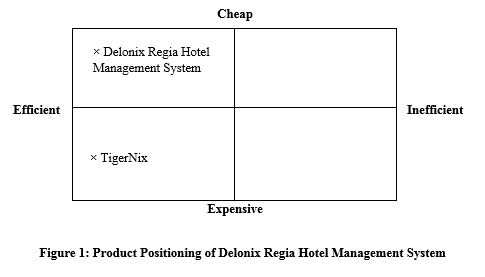 Cheap
× Delonix Regia Hotel
Management System
Efficient
Inefficient
× TigerNix
Expensive
Figure 1: Product Positioning of Delonix Regia Hotel Management System